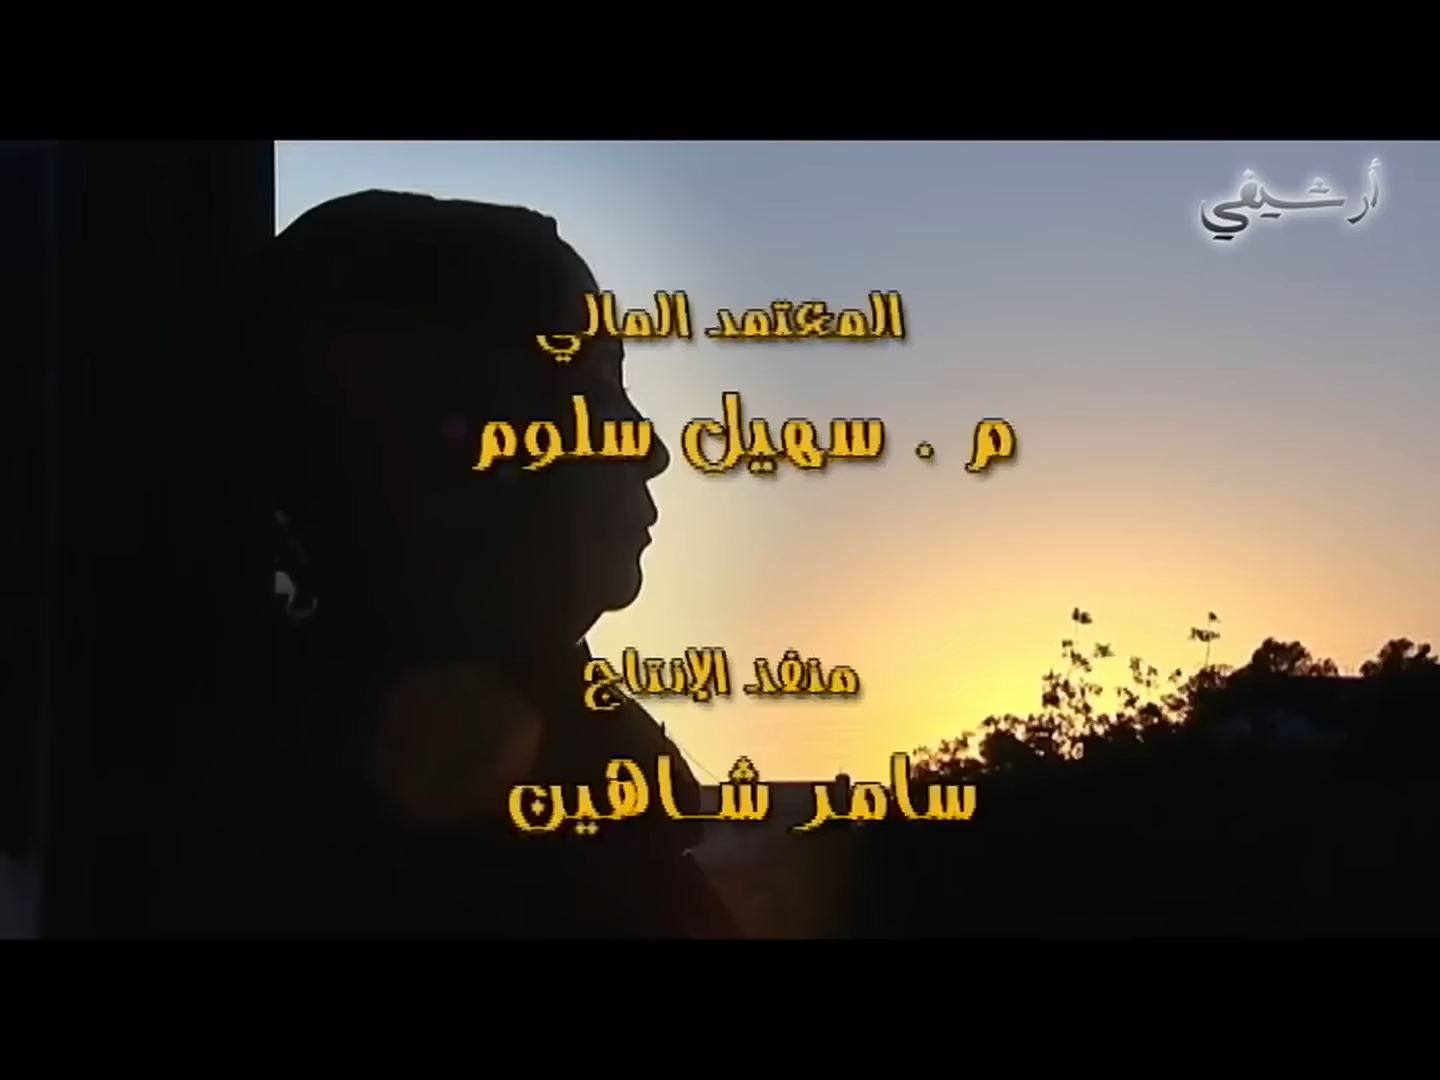 أرشيفي
المعتمد المالي
م . سهيل سلوم
منفذ الإنتاج
سامر شاهين